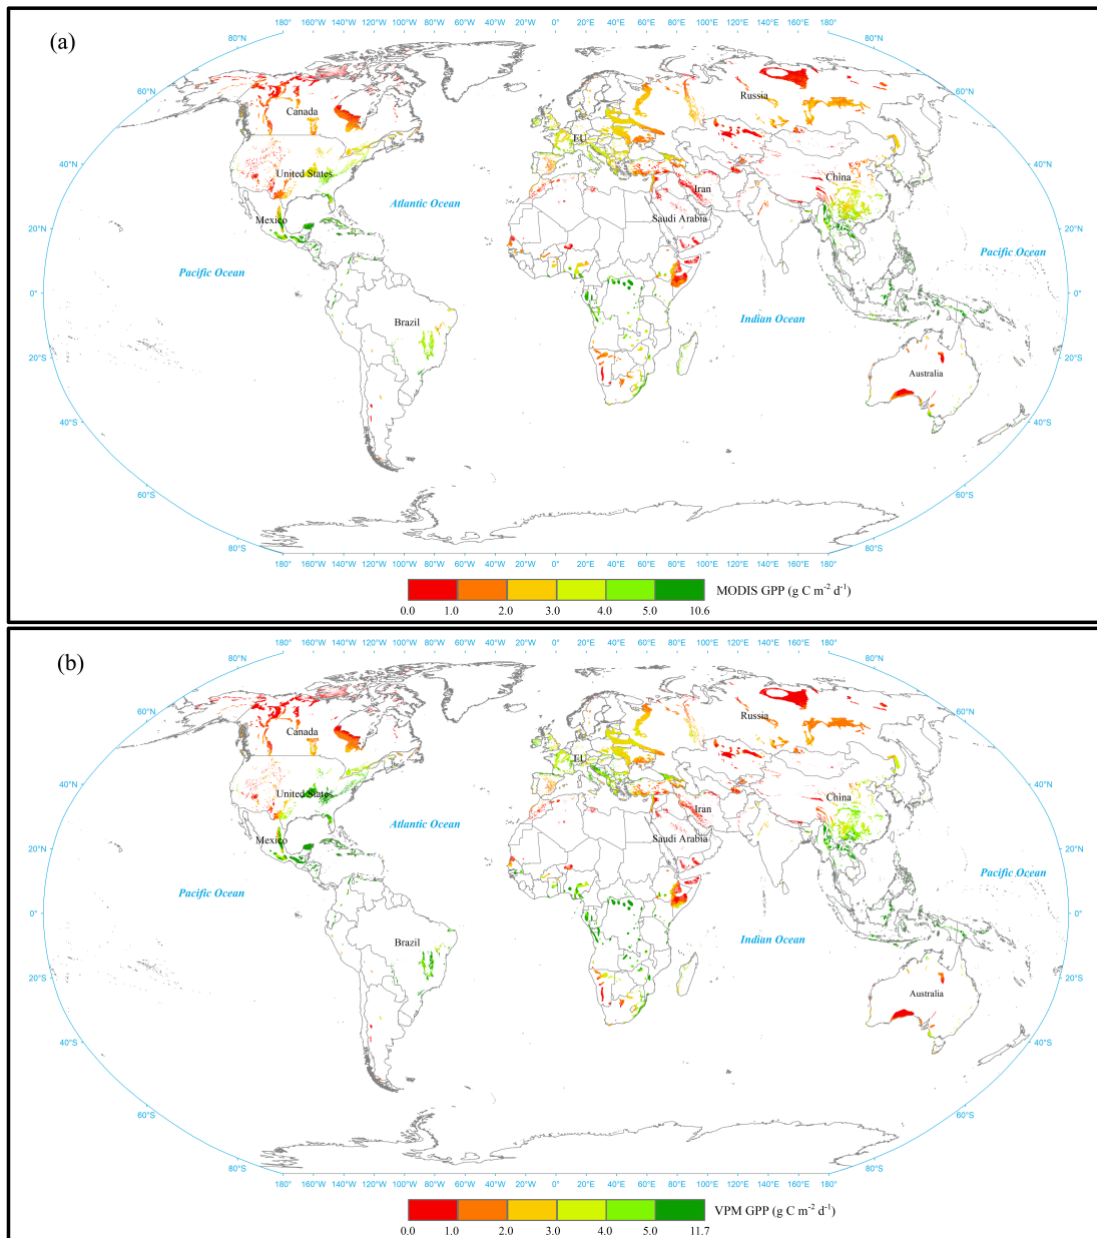 (a)
180° 160°W 140°W 120°W 100°W 80°W 60°W 40°W 20°W 0° 20°E 40°E 60°E 80°E 100°E 120°E 140°E 160°E 180°
80°N 80°N
60°N 60°N
Russia
Canada
EU
40°N 40°N
United States China
Iran
Atlantic Ocean
Mexico Saudi Arabia
20°N 20°N
Pacific Ocean Pacific Ocean
0° Indian Ocean 0°
Brazil
20°S 20°S
Australia
40°S 40°S
60°S 60°S
80°S 80°S
180° 160°W 140°W 120°W 100°W 80°W 60°W 40°W 20°W 0° 20°E 40°E 60°E 80°E 100°E 120°E 140°E 160°E 180°
MODIS GPP (g C m⁻² d⁻¹)
0.0 1.0 2.0 3.0 4.0 5.0 10.6
(b)
180° 160°W 140°W 120°W 100°W 80°W 60°W 40°W 20°W 0° 20°E 40°E 60°E 80°E 100°E 120°E 140°E 160°E 180°
80°N 80°N
60°N 60°N
Russia
Canada
EU
40°N 40°N
United States China
Iran
Atlantic Ocean
Mexico Saudi Arabia
20°N 20°N
Pacific Ocean Pacific Ocean
0° Indian Ocean 0°
Brazil
20°S 20°S
Australia
40°S 40°S
60°S 60°S
80°S 80°S
180° 160°W 140°W 120°W 100°W 80°W 60°W 40°W 20°W 0° 20°E 40°E 60°E 80°E 100°E 120°E 140°E 160°E 180°
VPM GPP (g C m⁻² d⁻¹)
0.0 1.0 2.0 3.0 4.0 5.0 11.7